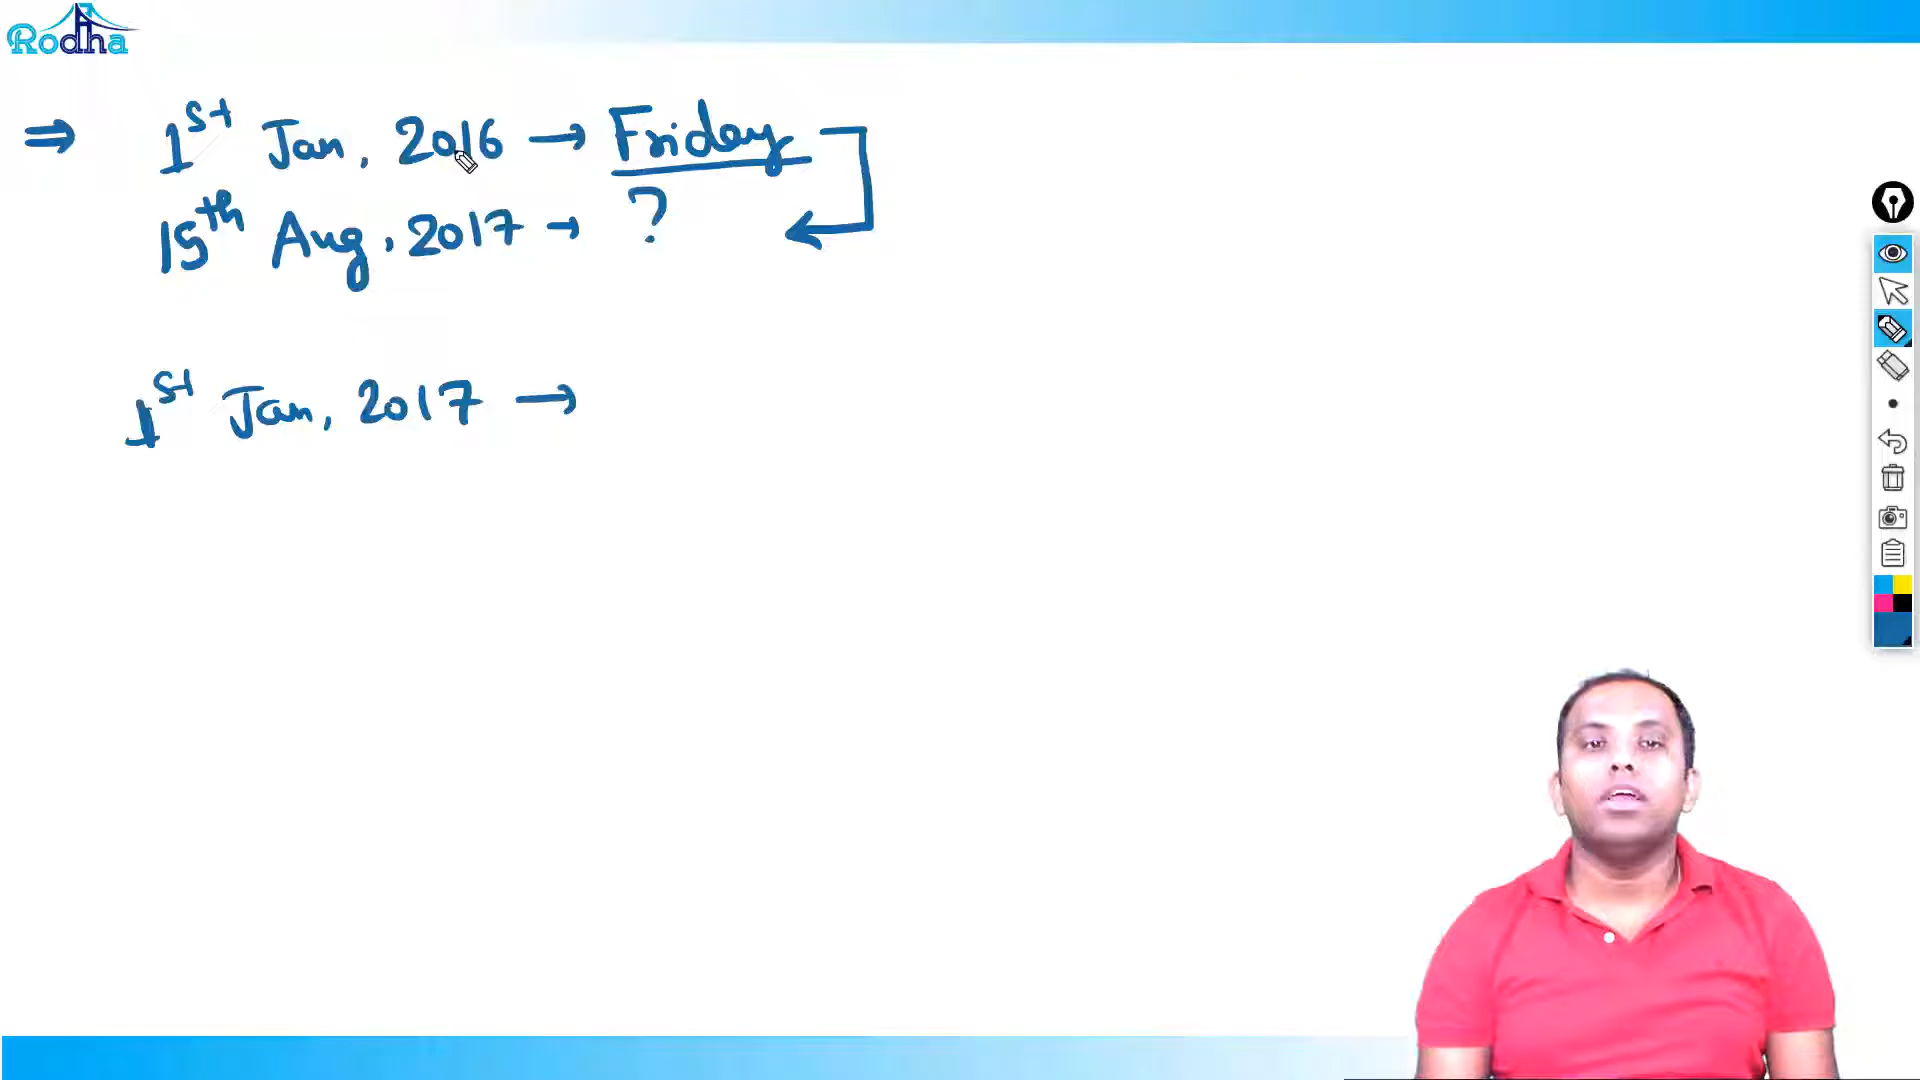 Rodha
⇒ 1st Jan, 2016 → Friday
15th Aug, 2017 → ?
1st Jan, 2017 →